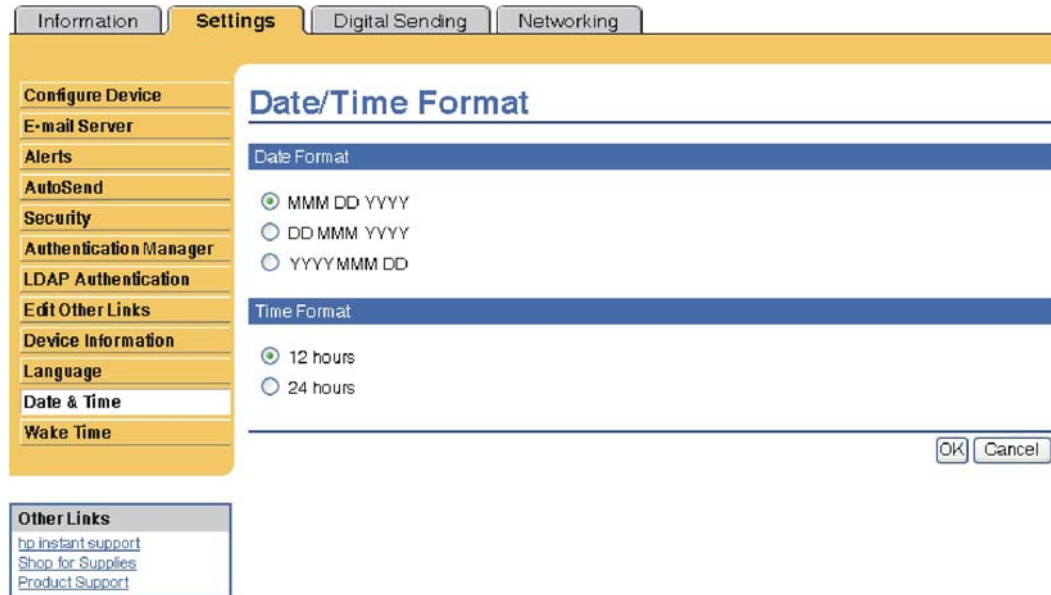 Information Settings Digital Sending Networking
Configure Device
E-mail Server
Alerts
AutoSend
Security
Authentication Manager
LDAP Authentication
Edit Other Links
Device Information
Language
Date & Time
Wake Time
Other Links
hp instant support
Shop for Supplies
Product Support
Date/Time Format
Date Format
MMM DD YYYY
DD MMM YYYY
YYYY MMM DD
Time Format
12 hours
24 hours
OK Cancel